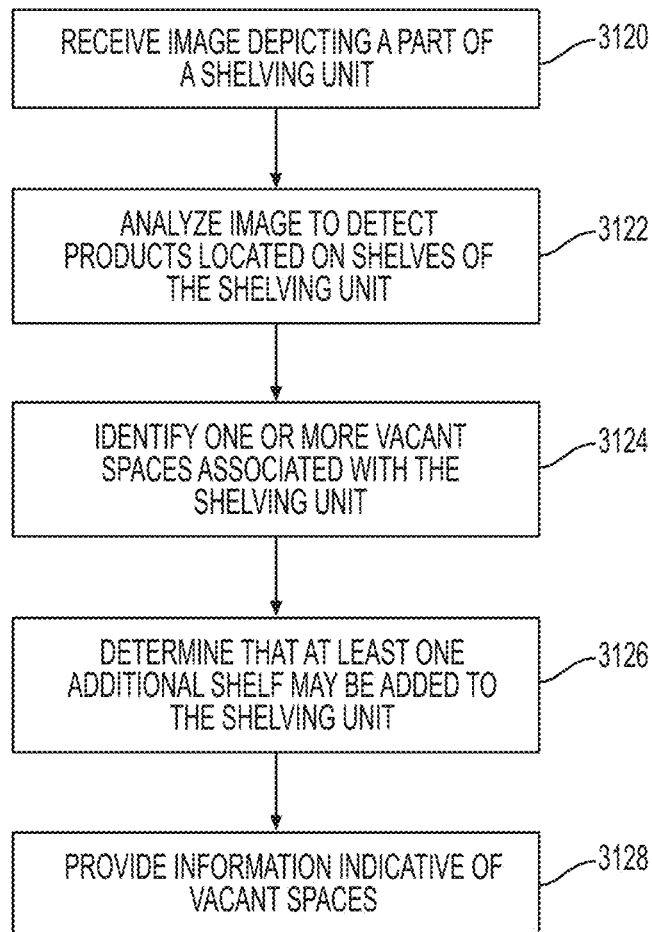 RECEIVE IMAGE DEPICTING A PART OF
A SHELVING UNIT
3120
ANALYZE IMAGE TO DETECT
PRODUCTS LOCATED ON SHELVES OF
THE SHELVING UNIT
3122
IDENTIFY ONE OR MORE VACANT
SPACES ASSOCIATED WITH THE
SHELVING UNIT
3124
DETERMINE THAT AT LEAST ONE
ADDITIONAL SHELF MAY BE ADDED TO
THE SHELVING UNIT
3126
PROVIDE INFORMATION INDICATIVE OF
VACANT SPACES
3128